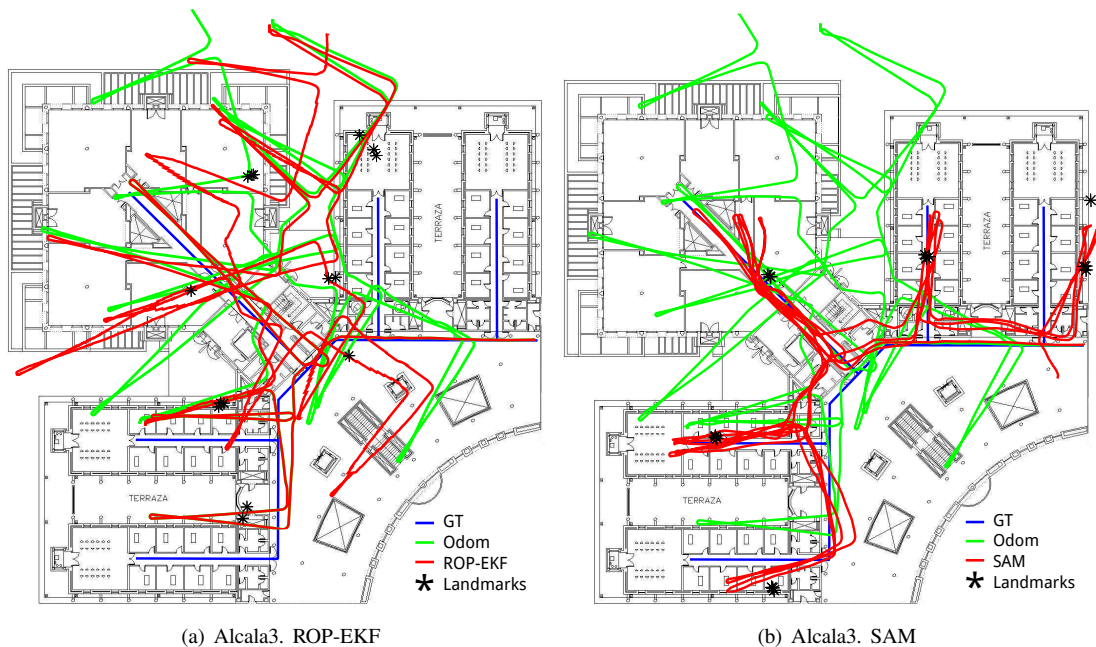 TERRAZA
TERRAZA
GT
Odom
ROP-EKF
Landmarks
(a) Alcala3. ROP-EKF
TERRAZA
TERRAZA
GT
Odom
SAM
Landmarks
(b) Alcala3. SAM